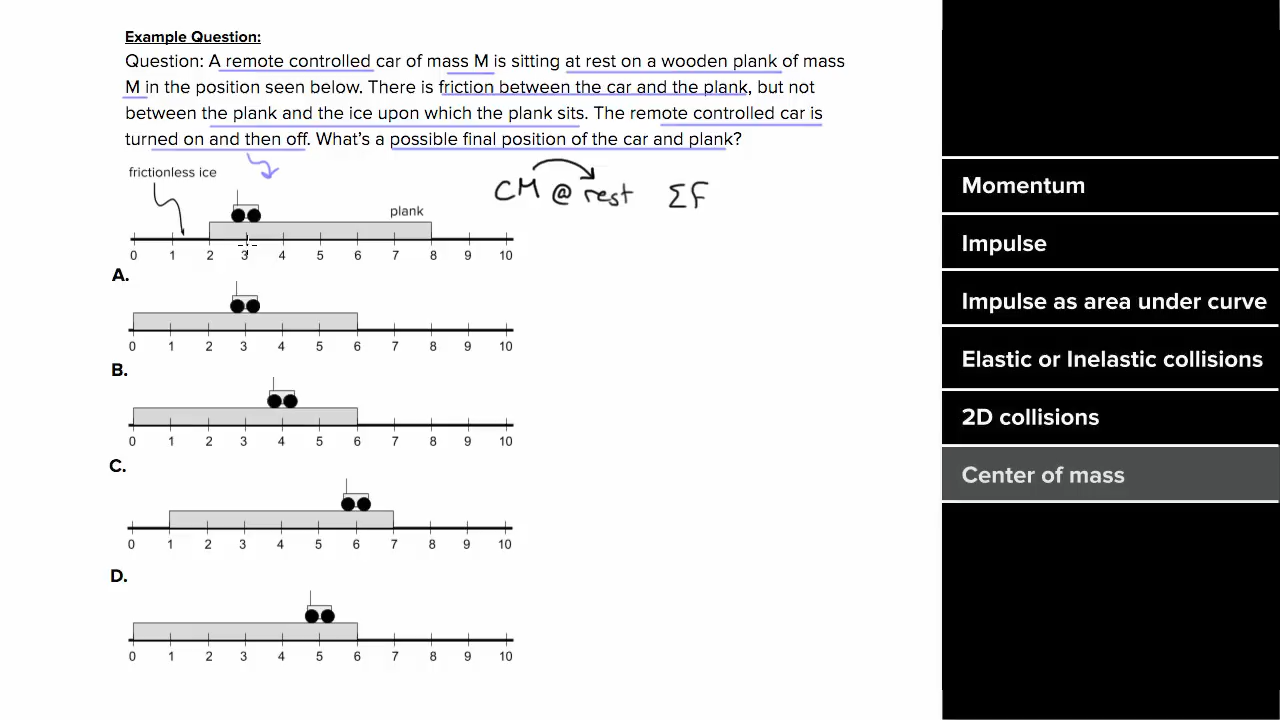 Example Question:
Question: A remote controlled car of mass M is sitting at rest on a wooden plank of mass
M in the position seen below. There is friction between the car and the plank, but not
between the plank and the ice upon which the plank sits. The remote controlled car is
turned on and then off. What's a possible final position of the car and plank?
frictionless ice
CM @ rest ΣF
plank
0 1 2 3 4 5 6 7 8 9 10
A.
0 1 2 3 4 5 6 7 8 9 10
B.
0 1 2 3 4 5 6 7 8 9 10
C.
0 1 2 3 4 5 6 7 8 9 10
D.
0 1 2 3 4 5 6 7 8 9 10
Momentum
Impulse
Impulse as area under curve
Elastic or Inelastic collisions
2D collisions
Center of mass